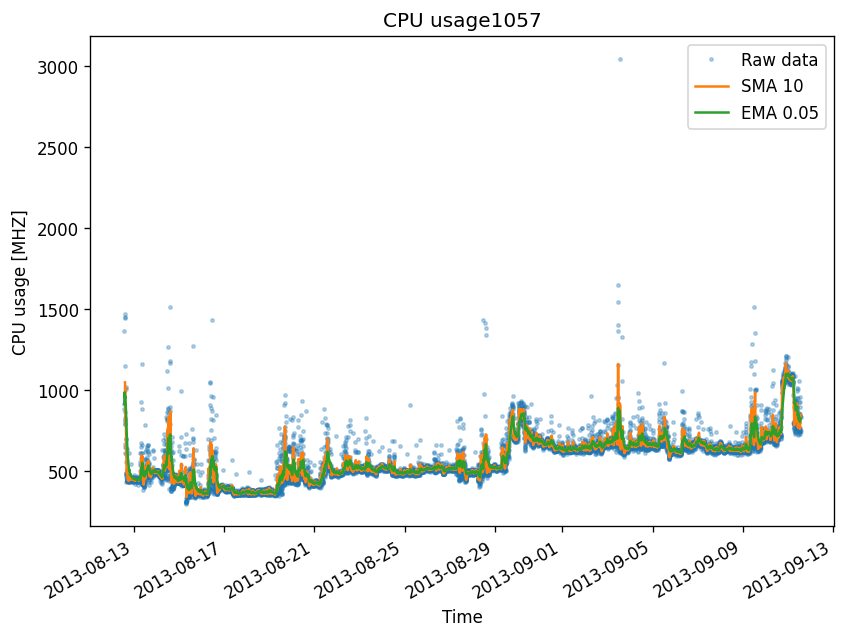 CPU usage1057
Raw data
SMA 10
EMA 0.05
3000
2500
2000
1500
1000
500
CPU usage [MHZ]
2013-08-13
2013-08-17
2013-08-21
2013-08-25
2013-08-29
2013-09-01
2013-09-05
2013-09-09
2013-09-13
Time